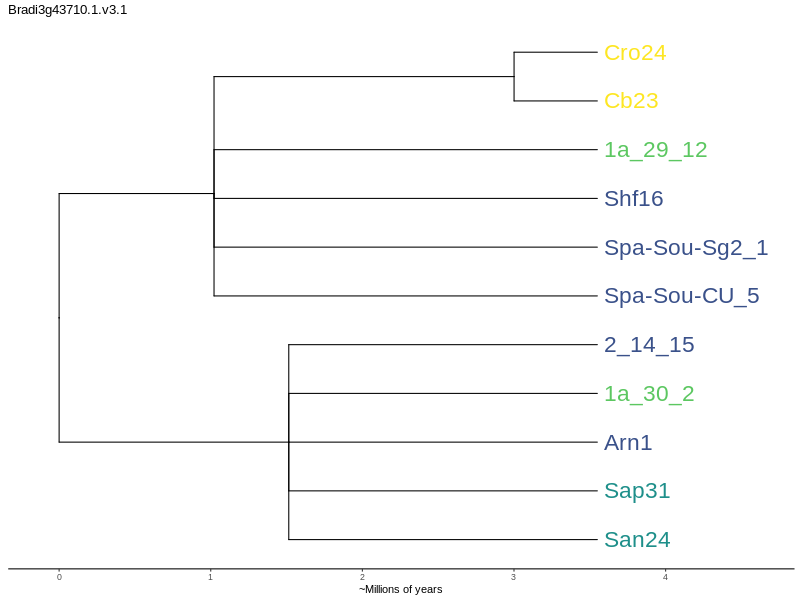 Bradi3g43710.1.v3.1
Cro24
Cb23
1a_29_12
Shf16
Spa-Sou-Sg2_1
Spa-Sou-CU_5
2_14_15
1a_30_2
Arn1
Sap31
San24
0 1 2 3 4
~Millions of years